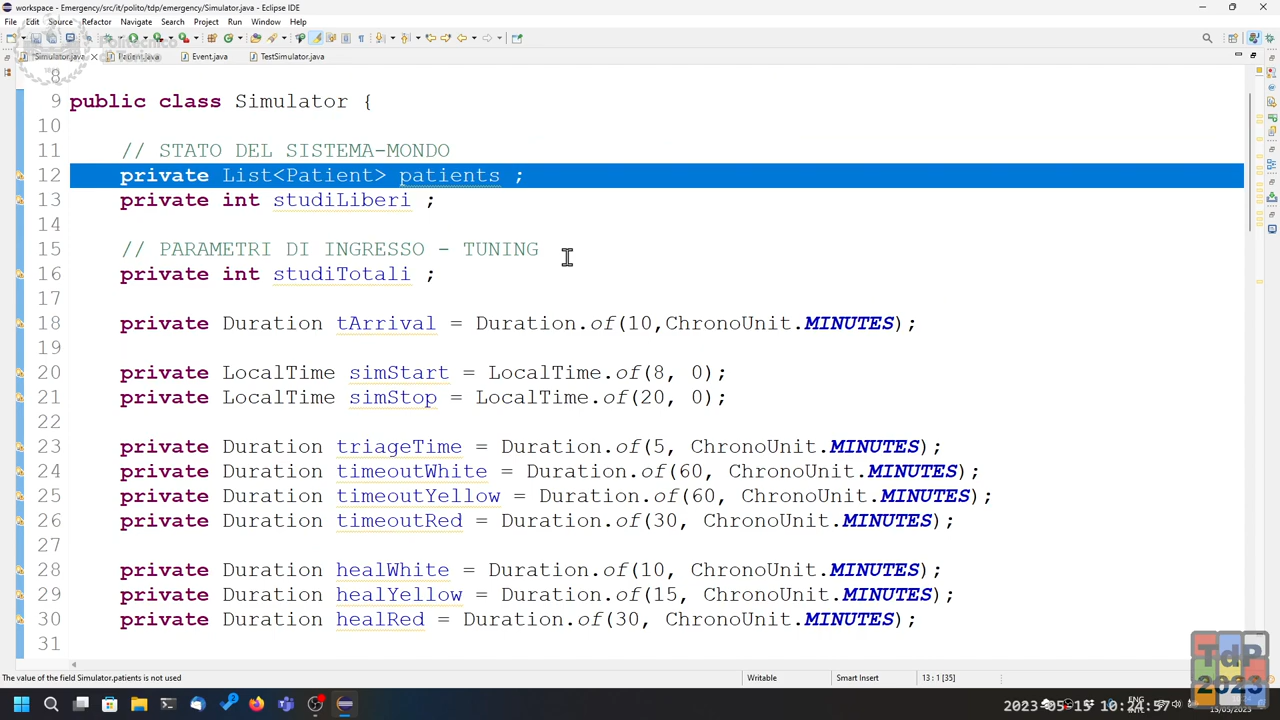 workspace - Emergency/src/it/polito/tdp/emergency/Simulator.java - Eclipse IDE
File Edit Source Refactor Navigate Search Project Run Window Help
*Simulator.java Patient.java Event.java TestSimulator.java
8
9 public class Simulator {
10
11 // STATO DEL SISTEMA-MONDO
12 private List<Patient> patients ;
13 private int studiLiberi ;
14
15 // PARAMETRI DI INGRESSO - TUNING
16 private int studiTotali ;
17
18 private Duration tArrival = Duration.of(10,ChronoUnit.MINUTES);
19
20 private LocalTime simStart = LocalTime.of(8, 0);
21 private LocalTime simStop = LocalTime.of(20, 0);
22
23 private Duration triageTime = Duration.of(5, ChronoUnit.MINUTES);
24 private Duration timeoutWhite = Duration.of(60, ChronoUnit.MINUTES);
25 private Duration timeoutYellow = Duration.of(60, ChronoUnit.MINUTES);
26 private Duration timeoutRed = Duration.of(30, ChronoUnit.MINUTES);
27
28 private Duration healWhite = Duration.of(10, ChronoUnit.MINUTES);
29 private Duration healYellow = Duration.of(15, ChronoUnit.MINUTES);
30 private Duration healRed = Duration.of(30, ChronoUnit.MINUTES);
31
TdP
2023
The value of the field Simulator.patients is not used Writable Smart Insert 13 : 1 [35]
ENG
2023-05-15 10:24:57